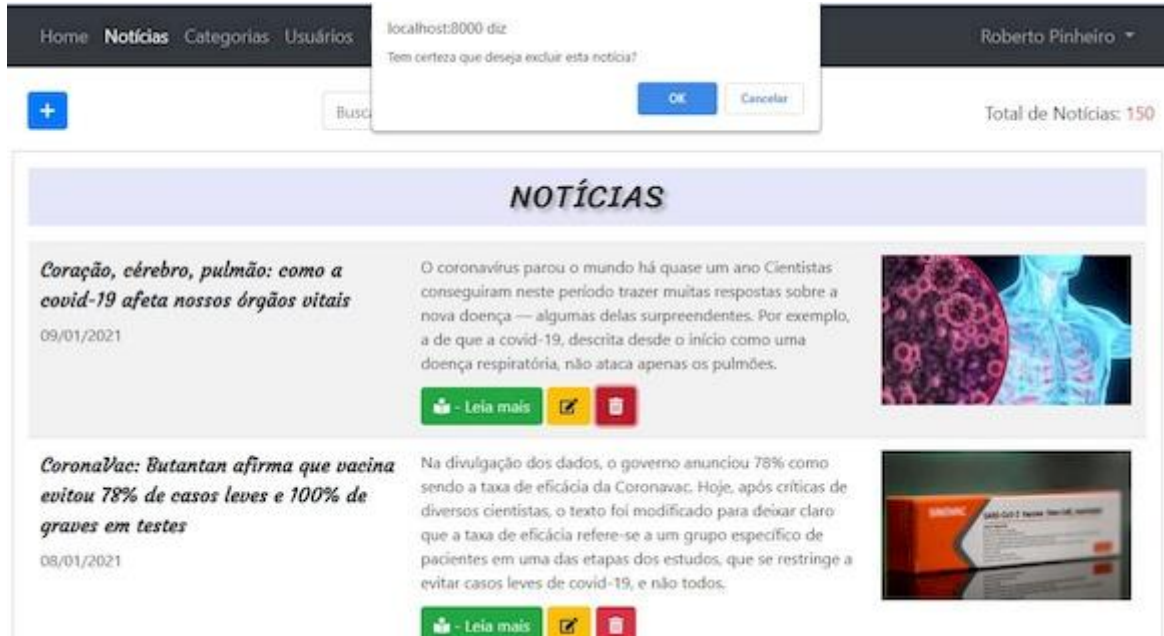 localhost:8000 diz
Tem certeza que deseja excluir esta notícia?
OK Cancelar
Home Notícias Categorias Usuários
Roberto Pinheiro
+
Total de Notícias: 150
NOTÍCIAS
Coração, cérebro, pulmão: como a
covid-19 afeta nossos órgãos vitais
09/01/2021
O coronavírus parou o mundo há quase um ano Cientistas
conseguiram neste período trazer muitas respostas sobre a
nova doença — algumas delas surpreendentes. Por exemplo,
a de que a covid-19, descrita desde o início como uma
doença respiratória, não ataca apenas os pulmões.
- Leia mais
CoronaVac: Butantan afirma que vacina
evitou 78% de casos leves e 100% de
graves em testes
08/01/2021
Na divulgação dos dados, o governo anunciou 78% como
sendo a taxa de eficácia da Coronavac. Hoje, após críticas de
diversos cientistas, o texto foi modificado para deixar claro
que a taxa de eficácia refere-se a um grupo específico de
pacientes em uma das etapas dos estudos, que se restringe a
evitar casos leves de covid-19, e não todos.
- Leia mais